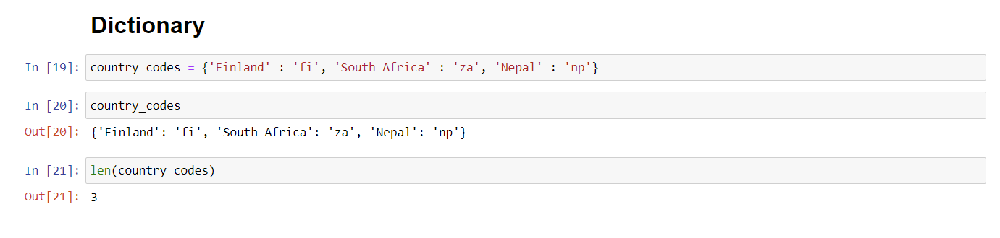 Dictionary
In [19]: country_codes = {'Finland' : 'fi', 'South Africa' : 'za', 'Nepal' : 'np'}
In [20]: country_codes
Out[20]: {'Finland': 'fi', 'South Africa': 'za', 'Nepal': 'np'}
In [21]: len(country_codes)
Out[21]: 3